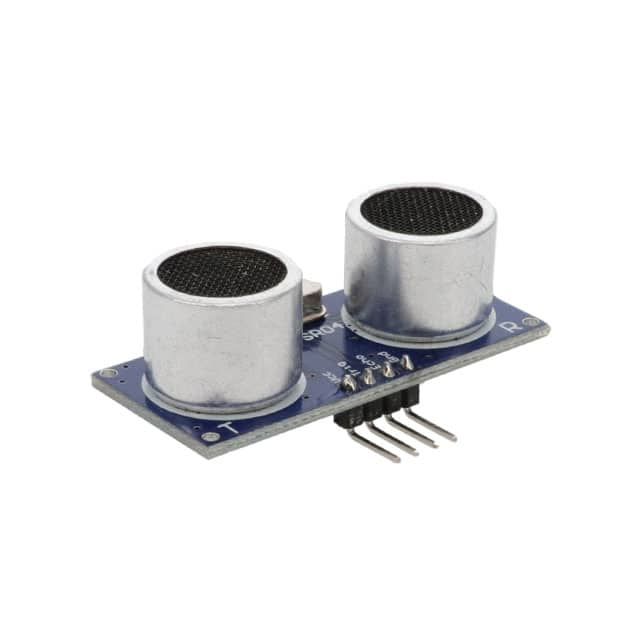 SR04
Vcc
Trig
Echo
Gnd
T
R